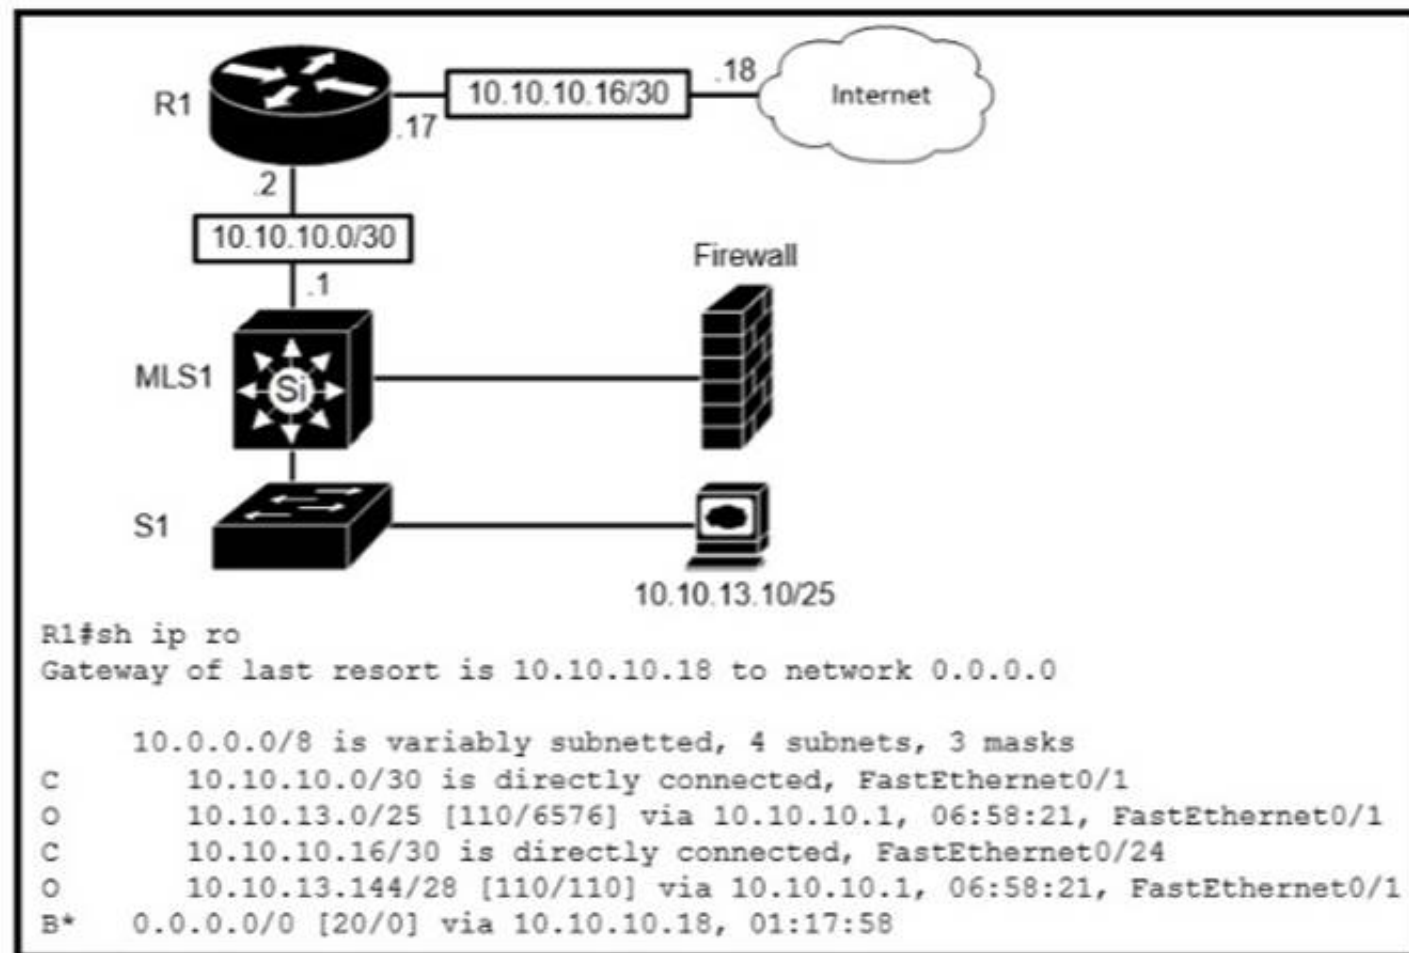 R1
10.10.10.16/30
.18
Internet
.17
.2
10.10.10.0/30
.1
Firewall
MLS1
Si
S1
10.10.13.10/25
R1#sh ip ro
Gateway of last resort is 10.10.10.18 to network 0.0.0.0
10.0.0.0/8 is variably subnetted, 4 subnets, 3 masks
C 10.10.10.0/30 is directly connected, FastEthernet0/1
O 10.10.13.0/25 [110/6576] via 10.10.10.1, 06:58:21, FastEthernet0/1
C 10.10.10.16/30 is directly connected, FastEthernet0/24
O 10.10.13.144/28 [110/110] via 10.10.10.1, 06:58:21, FastEthernet0/1
B* 0.0.0.0/0 [20/0] via 10.10.10.18, 01:17:58